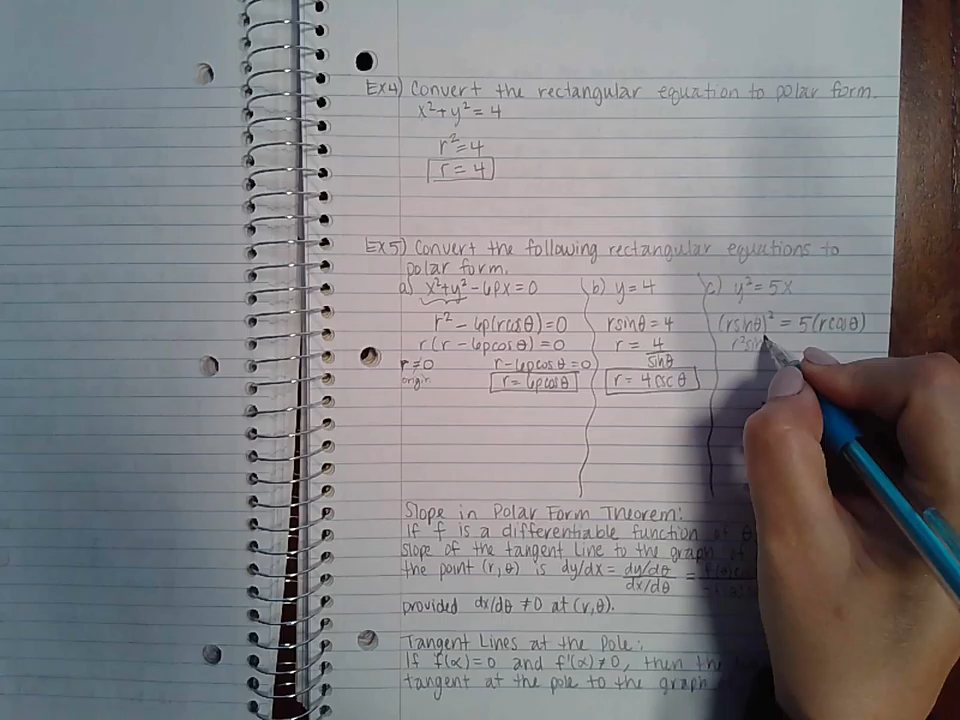 Ex4) Convert the rectangular equation to polar form.
x²+y²=4
r²=4
r=4
Ex5) Convert the following rectangular equations to
polar form.
a) x²+y²-6px=0
r²-6p(rcosθ)=0
r(r-6pcosθ)=0
r≠0
origin
r-6pcosθ=0
r=6pcosθ
b) y=4
rsinθ=4
r = 4/sinθ
r = 4cscθ
c) y²=5x
(rsinθ)² = 5(rcosθ)
r²sin
Slope in Polar Form Theorem:
If f is a differentiable function of θ
slope of the tangent line to the graph of
the point (r,θ) is dy/dx = (dy/dθ)/(dx/dθ) =
provided dx/dθ ≠0 at (r,θ).
Tangent Lines at the Pole:
If f(α)=0 and f'(α)≠0, then the
tangent at the pole to the graph